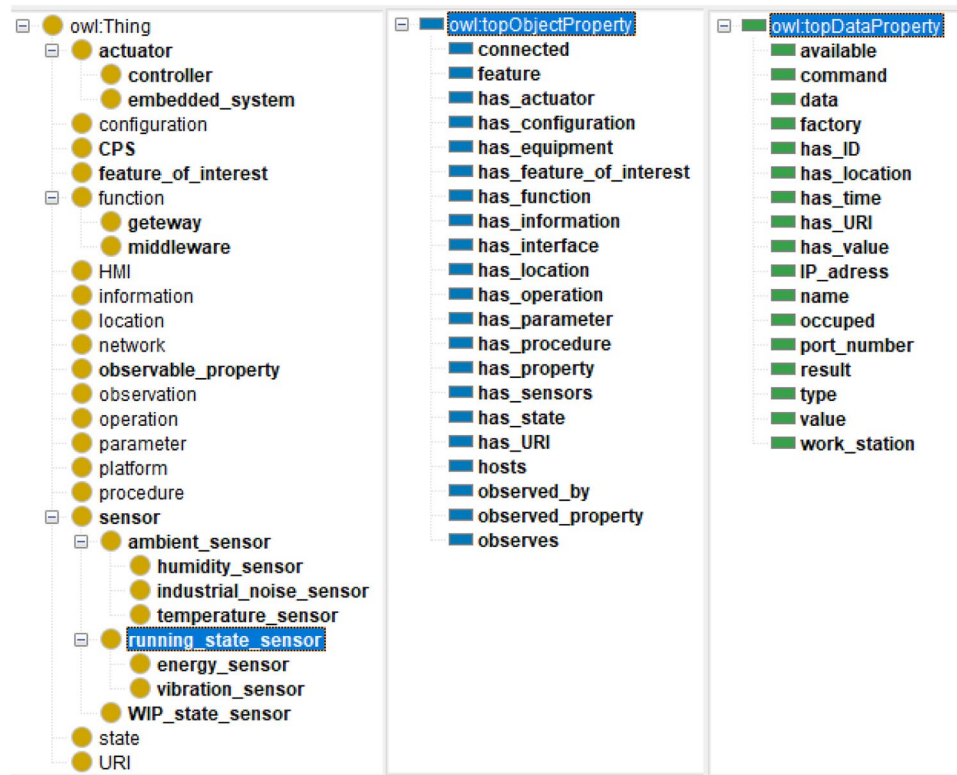 owl:Thing
actuator
controller
embedded_system
configuration
CPS
feature_of_interest
function
geteway
middleware
HMI
information
location
network
observable_property
observation
operation
parameter
platform
procedure
sensor
ambient_sensor
humidity_sensor
industrial_noise_sensor
temperature_sensor
running_state_sensor
energy_sensor
vibration_sensor
WIP_state_sensor
state
URI
owl:topObjectProperty
connected
feature
has_actuator
has_configuration
has_equipment
has_feature_of_interest
has_function
has_information
has_interface
has_location
has_operation
has_parameter
has_procedure
has_property
has_sensors
has_state
has_URI
hosts
observed_by
observed_property
observes
owl:topDataProperty
available
command
data
factory
has_ID
has_location
has_time
has_URI
has_value
IP_adress
name
occuped
port_number
result
type
value
work_station